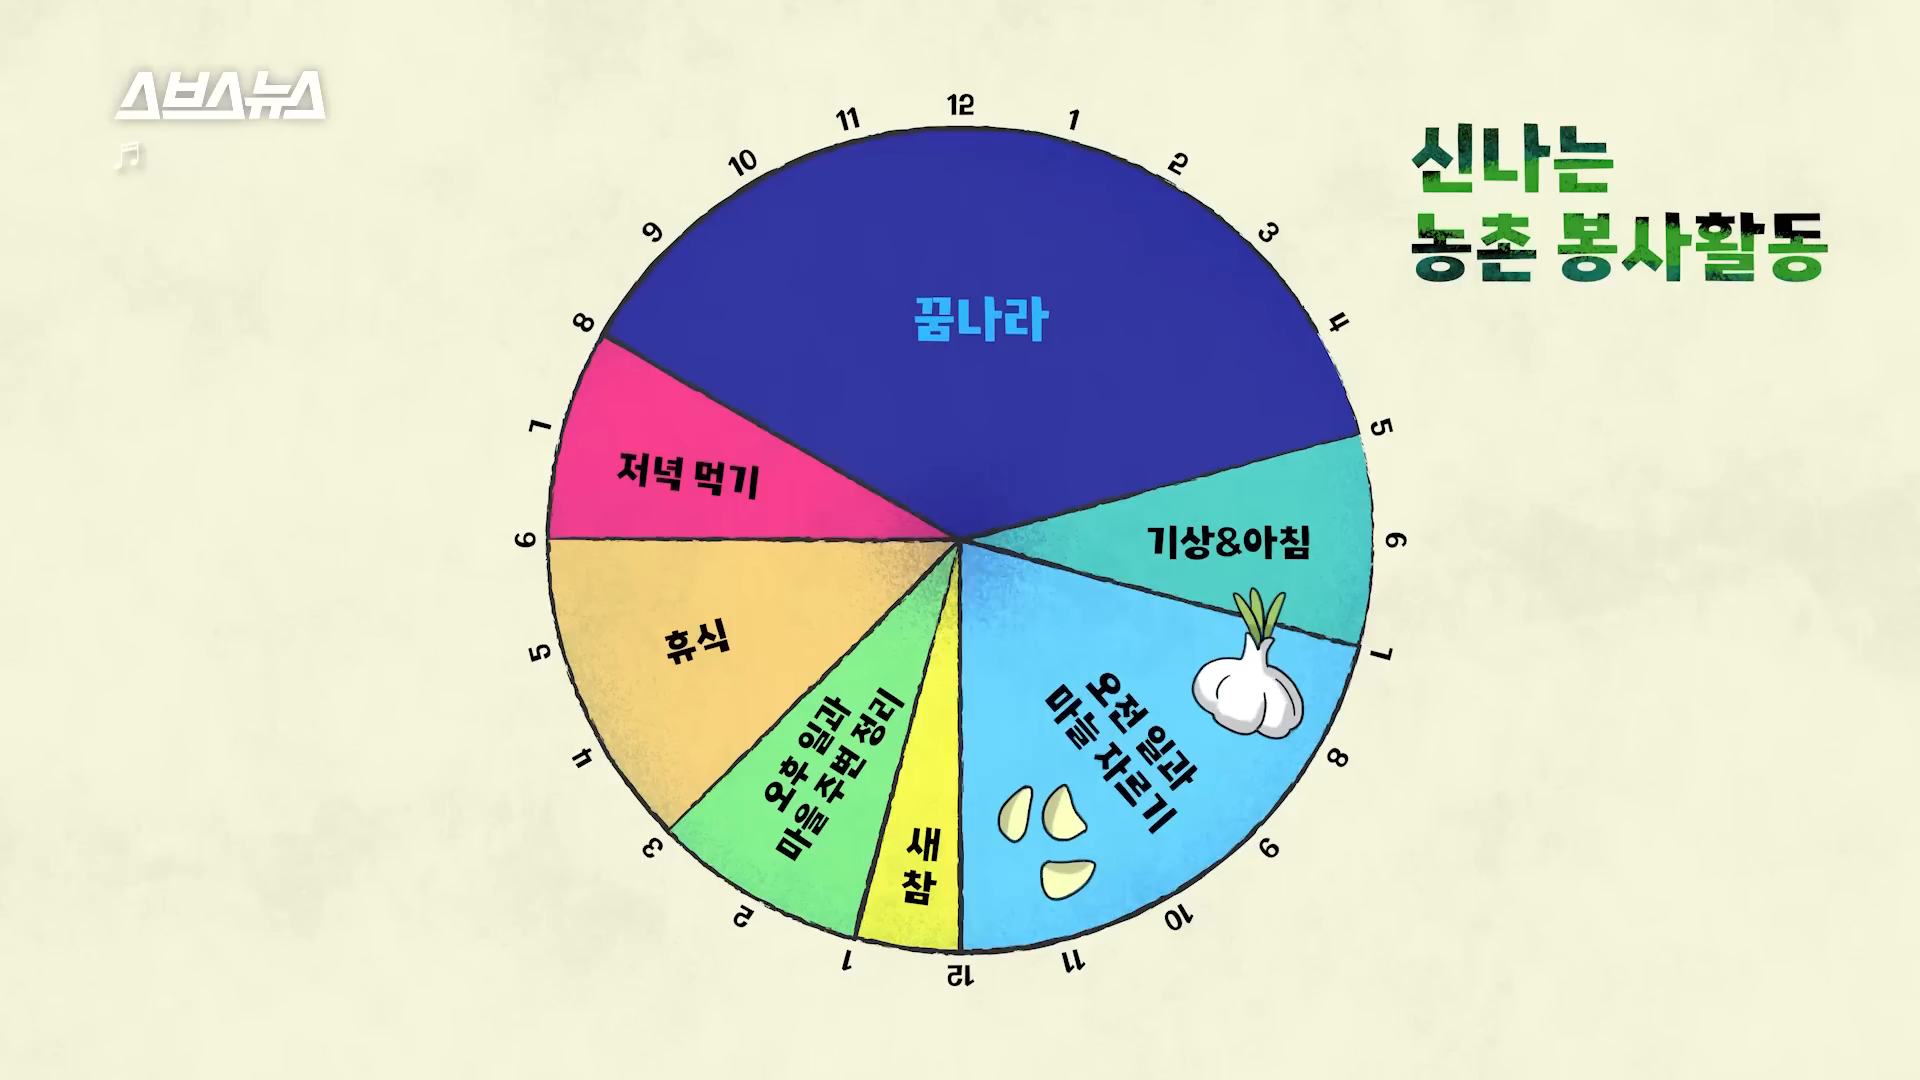 스브스뉴스
신나는
농촌 봉사활동
12
1
2
3
4
5
6
7
8
9
10
11
12
1
2
3
4
5
6
7
8
9
10
11
꿈나라
기상&아침
오전 일과
마늘 자르기
새
참
오후 일과
마을 주변 정리
휴식
저녁 먹기